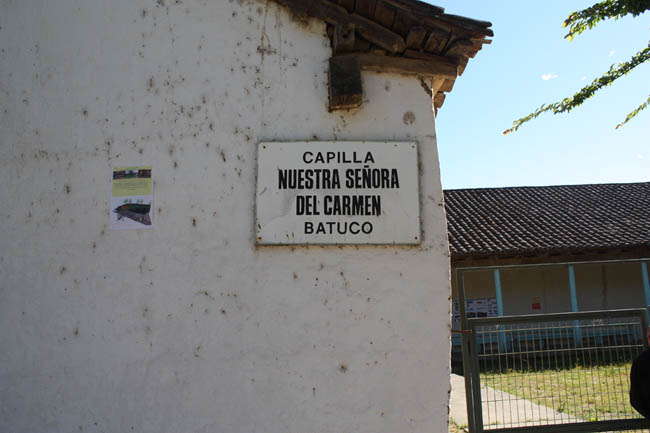 CAPILLA
NUESTRA SEÑORA
DEL CARMEN
BATUCO